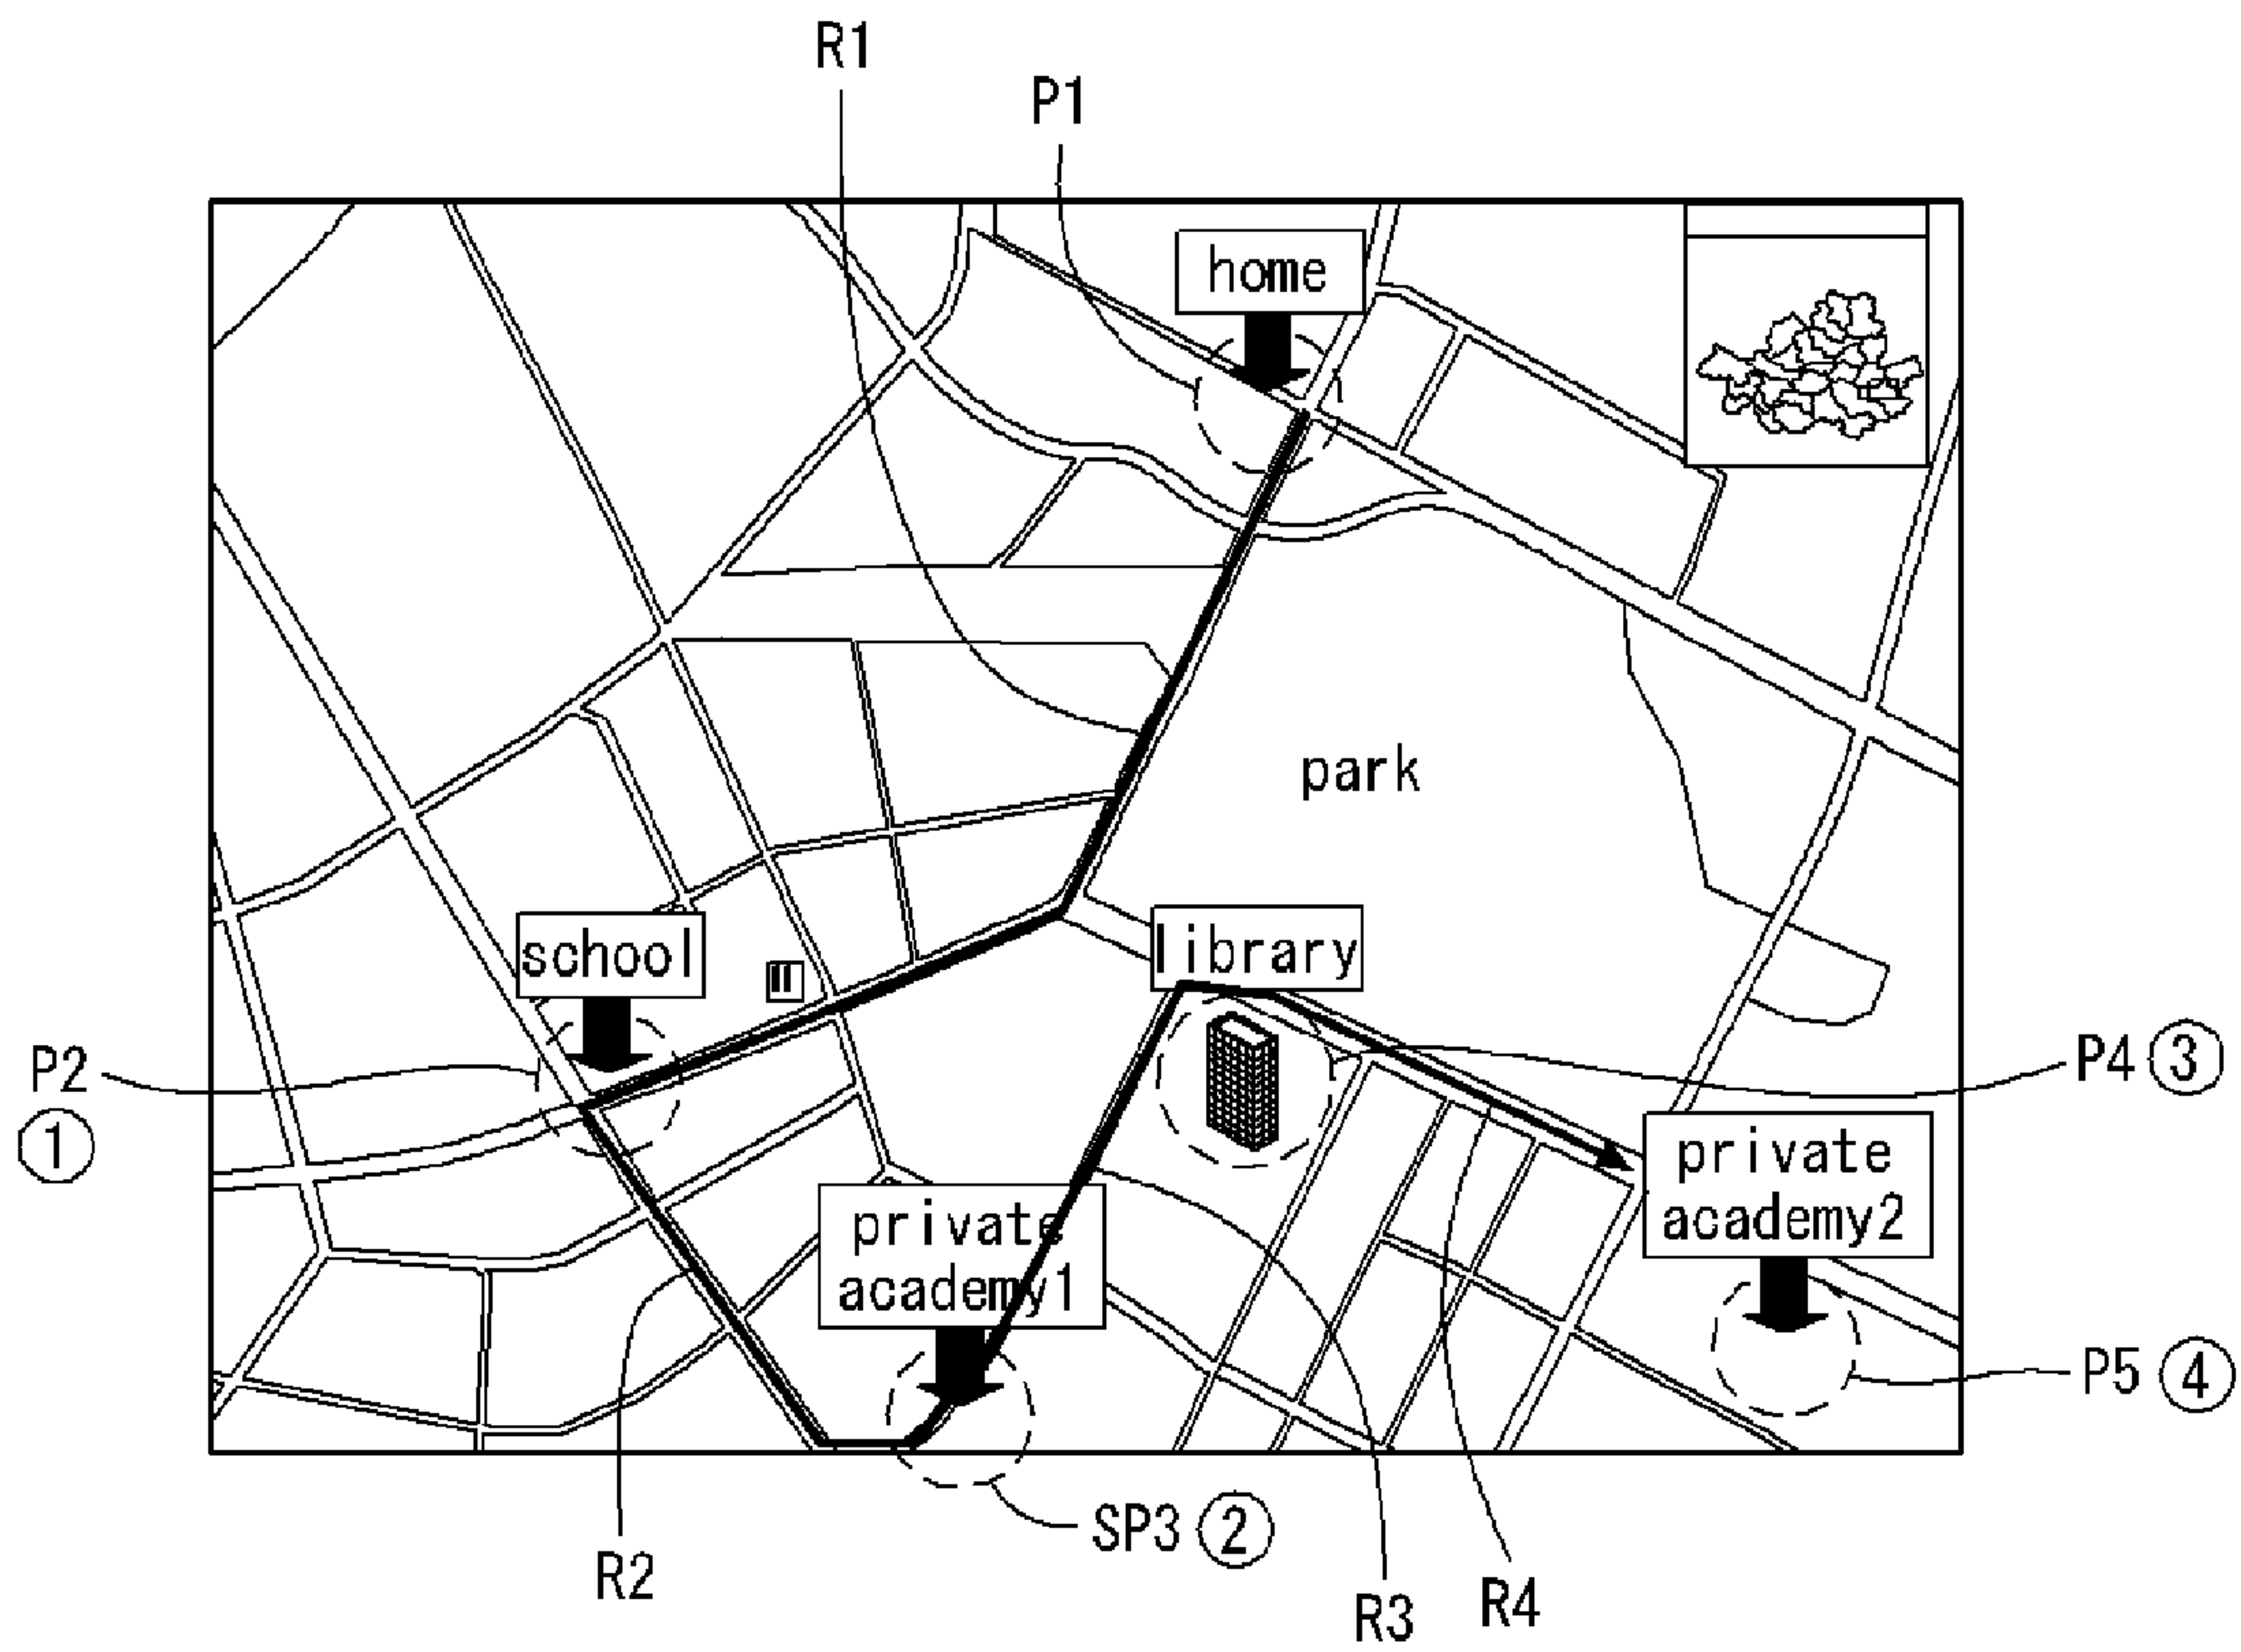 R1
P1
home
park
school
library
P2
①
P4 ③
private
academy2
private
academy1
P5 ④
SP3 ②
R2
R3
R4